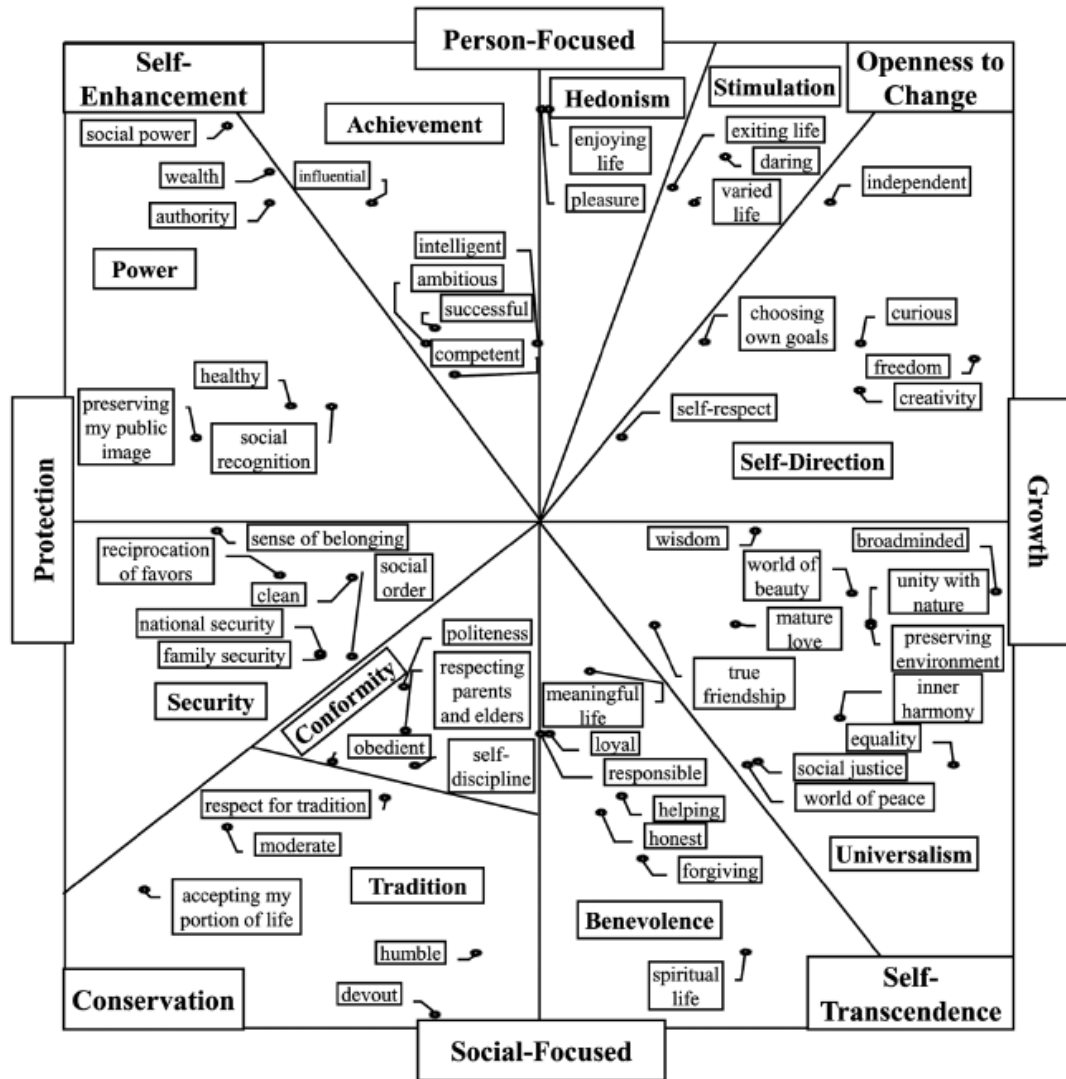 Person-Focused
Self-
Enhancement
Openness to
Change
Achievement
Hedonism
Stimulation
social power
enjoying
life
exiting life
daring
wealth
influential
independent
authority
pleasure
varied
life
Power
intelligent
ambitious
successful
competent
choosing
own goals
curious
freedom
creativity
healthy
preserving
my public
image
social
recognition
self-respect
Self-Direction
Protection
Growth
sense of belonging
reciprocation
of favors
social
order
clean
national security
family security
Security
Conformity
politeness
respecting
parents
and elders
obedient
self-
discipline
wisdom
broadminded
world of
beauty
unity with
nature
mature
love
preserving
environment
true
friendship
inner
harmony
meaningful
life
equality
loyal
social justice
responsible
world of peace
helping
honest
forgiving
Universalism
respect for tradition
moderate
Tradition
accepting my
portion of life
Benevolence
humble
spiritual
life
devout
Conservation
Self-
Transcendence
Social-Focused